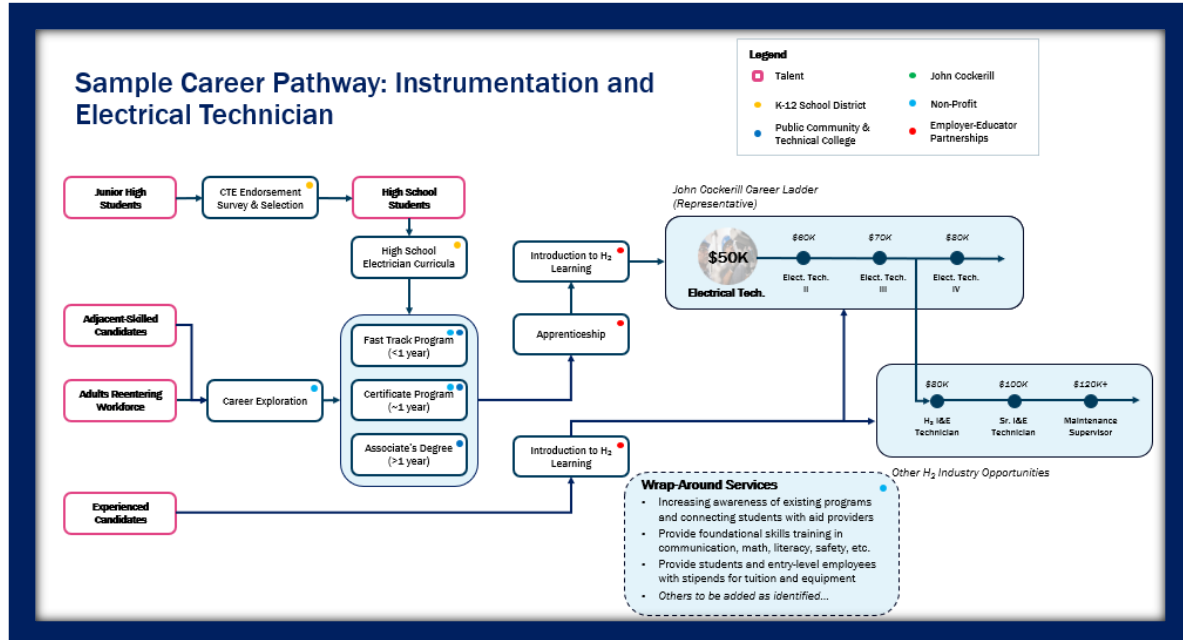 Sample Career Pathway: Instrumentation and
Electrical Technician
Legend
Talent
John Cockerill
K-12 School District
Non-Profit
Public Community &
Technical College
Employer-Educator
Partnerships
Junior High
Students
CTE Endorsement
Survey & Selection
High School
Students
High School
Electrician Curricula
Adjacent-Skilled
Candidates
Adults Reentering
Workforce
Career Exploration
Fast Track Program
(<1 year)
Certificate Program
(~1 year)
Associate's Degree
(>1 year)
Experienced
Candidates
Introduction to H₂
Learning
Apprenticeship
Introduction to H₂
Learning
John Cockerill Career Ladder
(Representative)
$50K
Electrical Tech.
$60K
$70K
$80K
Elect. Tech.
II
Elect. Tech.
III
Elect. Tech.
IV
$80K
$100K
$120K+
H₂ I&E
Technician
Sr. I&E
Technician
Maintenance
Supervisor
Other H₂ Industry Opportunities
Wrap-Around Services
• Increasing awareness of existing programs
and connecting students with aid providers
• Provide foundational skills training in
communication, math, literacy, safety, etc.
• Provide students and entry-level employees
with stipends for tuition and equipment
• Others to be added as identified...